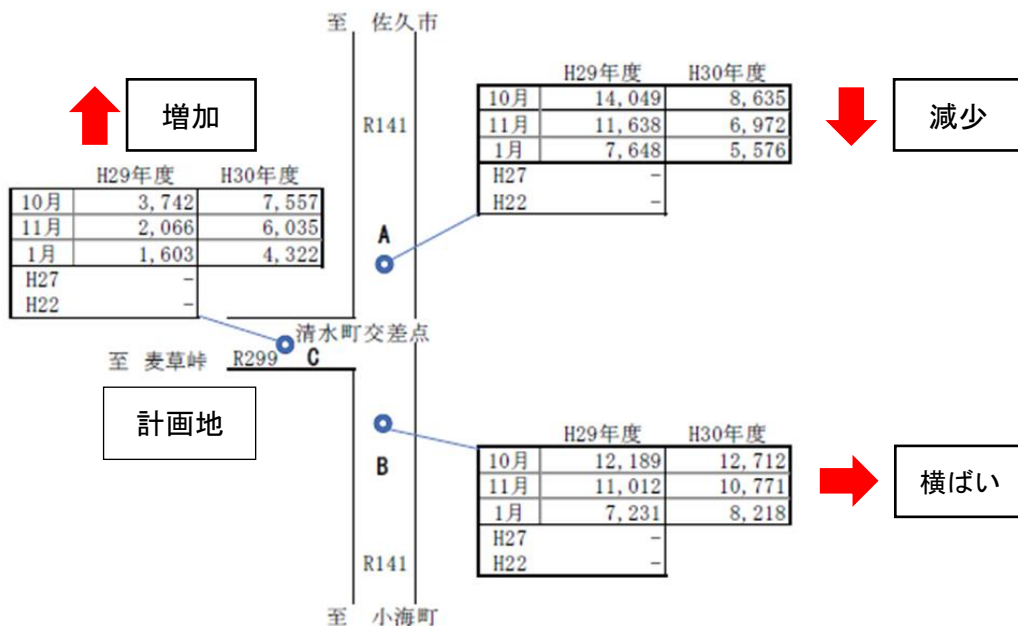 至 佐久市
R141
増加
H29年度 H30年度
10月 3,742 7,557
11月 2,066 6,035
1月 1,603 4,322
H27 -
H22 -
H29年度 H30年度
10月 14,049 8,635
11月 11,638 6,972
1月 7,648 5,576
H27 -
H22 -
減少
A
清水町交差点
至 麦草峠 R299 C
計画地
B
H29年度 H30年度
10月 12,189 12,712
11月 11,012 10,771
1月 7,231 8,218
H27 -
H22 -
横ばい
R141
至 小海町